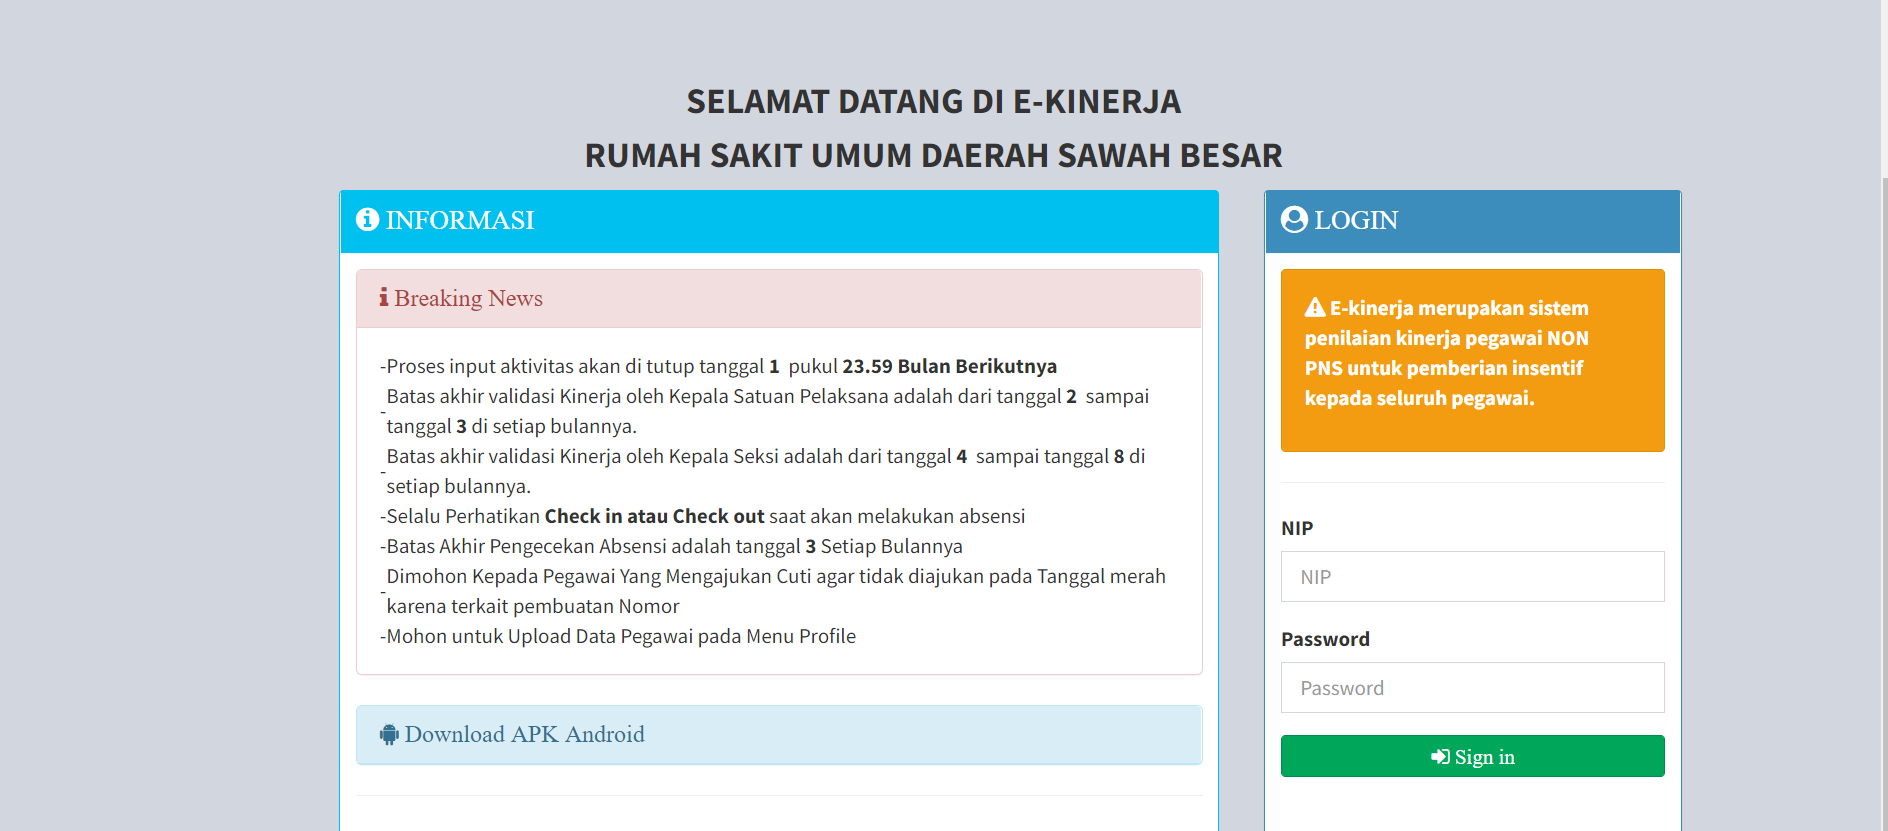 SELAMAT DATANG DI E-KINERJA
RUMAH SAKIT UMUM DAERAH SAWAH BESAR
INFORMASI
Breaking News
-Proses input aktivitas akan di tutup tanggal 1 pukul 23.59 Bulan Berikutnya
-Batas akhir validasi Kinerja oleh Kepala Satuan Pelaksana adalah dari tanggal 2 sampai
tanggal 3 di setiap bulannya.
-Batas akhir validasi Kinerja oleh Kepala Seksi adalah dari tanggal 4 sampai tanggal 8 di
setiap bulannya.
-Selalu Perhatikan Check in atau Check out saat akan melakukan absensi
-Batas Akhir Pengecekan Absensi adalah tanggal 3 Setiap Bulannya
-Dimohon Kepada Pegawai Yang Mengajukan Cuti agar tidak diajukan pada Tanggal merah
karena terkait pembuatan Nomor
-Mohon untuk Upload Data Pegawai pada Menu Profile
Download APK Android
LOGIN
E-kinerja merupakan sistem
penilaian kinerja pegawai NON
PNS untuk pemberian insentif
kepada seluruh pegawai.
NIP
NIP
Password
Password
Sign in